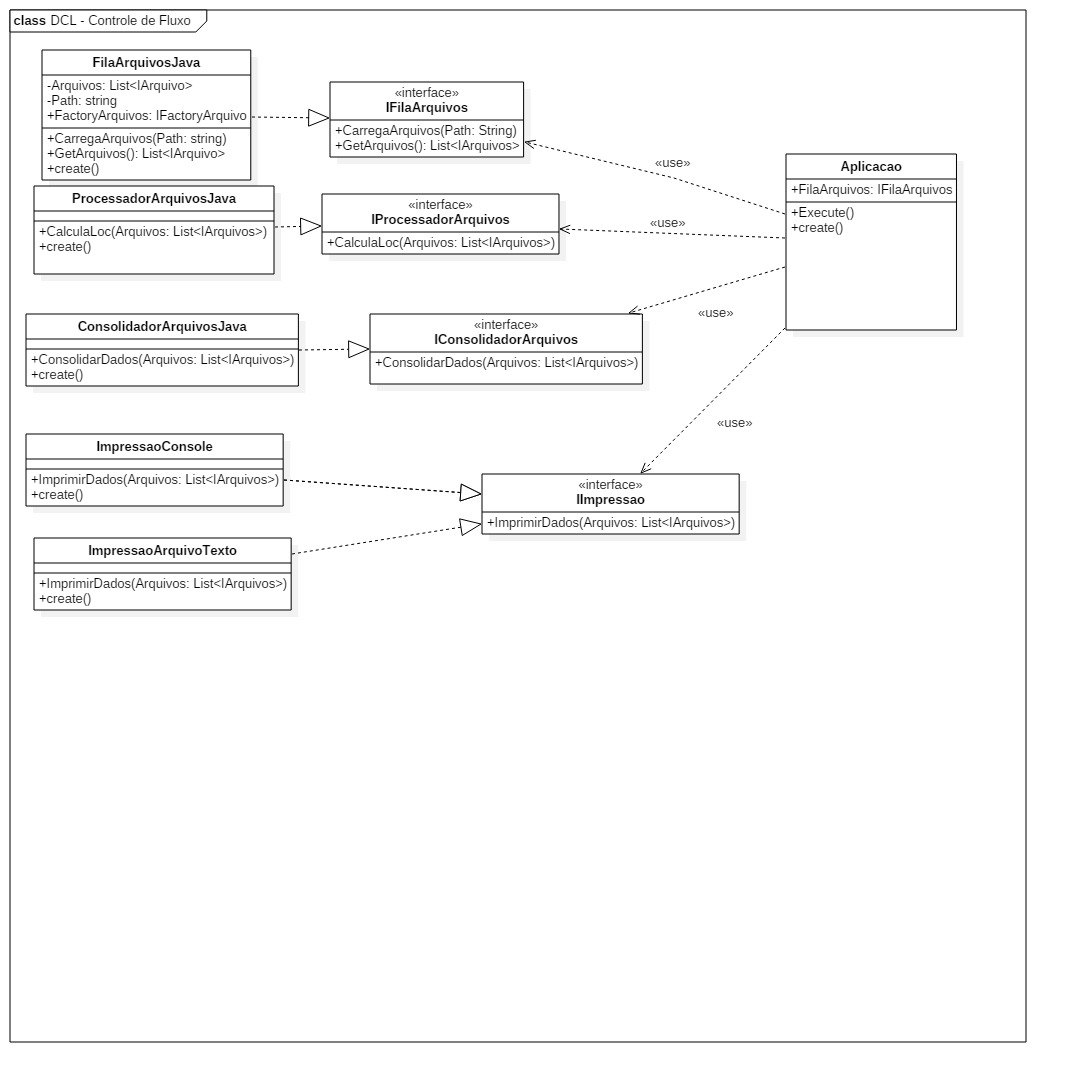 class DCL - Controle de Fluxo
FilaArquivosJava
-Arquivos: List<IArquivo>
-Path: string
+FactoryArquivos: IFactoryArquivo
+CarregaArquivos(Path: string)
+GetArquivos(): List<IArquivo>
+create()
«interface»
IFilaArquivos
+CarregaArquivos(Path: String)
+GetArquivos(): List<IArquivos>
«use»
Aplicacao
+FilaArquivos: IFilaArquivos
+Execute()
+create()
ProcessadorArquivosJava
+CalculaLoc(Arquivos: List<IArquivos>)
+create()
«interface»
IProcessadorArquivos
+CalculaLoc(Arquivos: List<IArquivos>)
«use»
ConsolidadorArquivosJava
+ConsolidarDados(Arquivos: List<IArquivos>)
+create()
«interface»
IConsolidadorArquivos
+ConsolidarDados(Arquivos: List<IArquivos>)
«use»
«use»
ImpressaoConsole
+ImprimirDados(Arquivos: List<IArquivos>)
+create()
«interface»
IImpressao
+ImprimirDados(Arquivos: List<IArquivos>)
ImpressaoArquivoTexto
+ImprimirDados(Arquivos: List<IArquivos>)
+create()